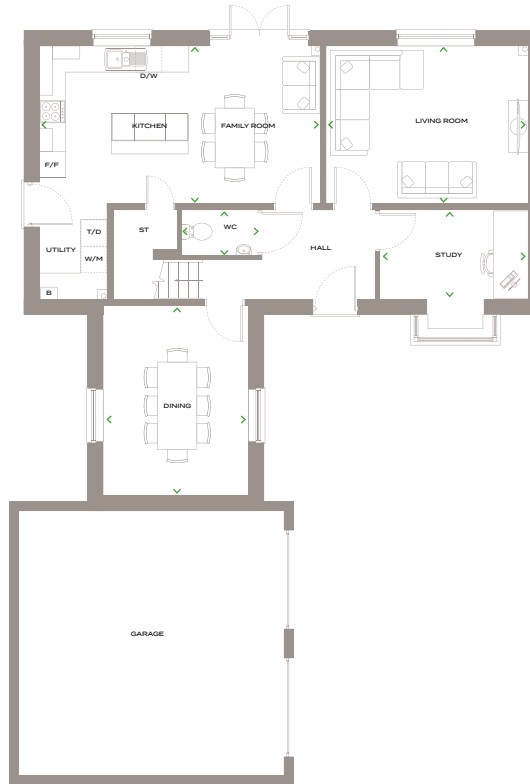 D/W
KITCHEN
FAMILY ROOM
LIVING ROOM
F/F
T/D
ST
WC
UTILITY
HALL
W/M
STUDY
B
DINING
GARAGE